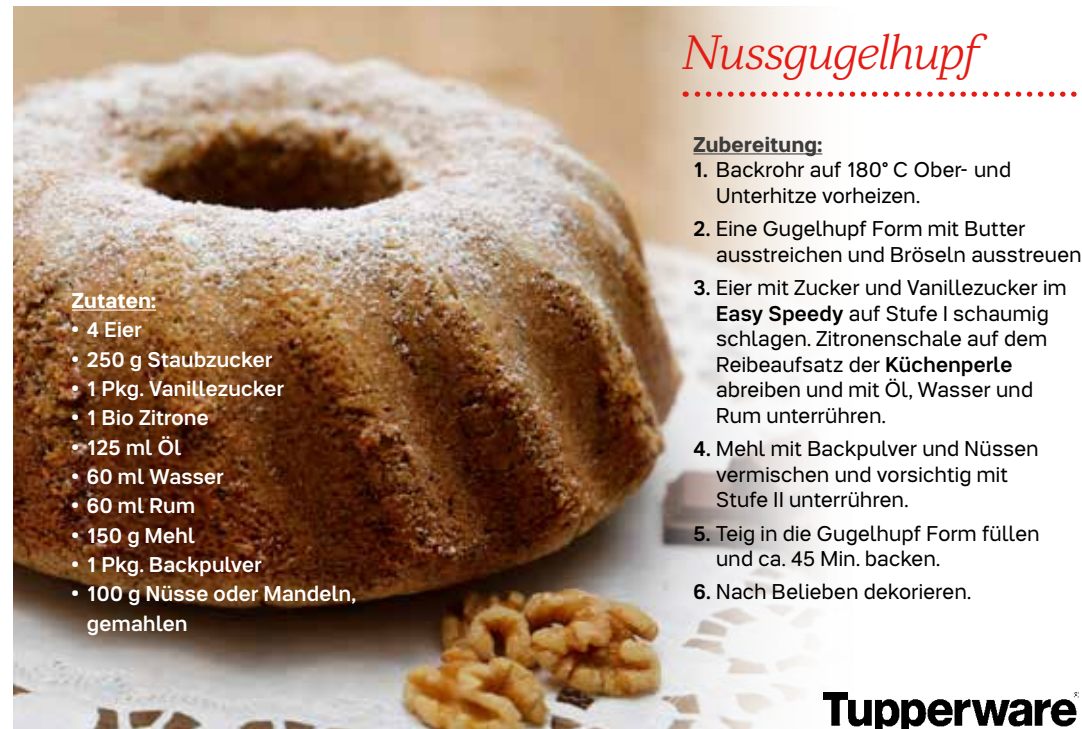 Nussgugelhupf
Zutaten:
• 4 Eier
• 250 g Staubzucker
• 1 Pkg. Vanillezucker
• 1 Bio Zitrone
• 125 ml Öl
• 60 ml Wasser
• 60 ml Rum
• 150 g Mehl
• 1 Pkg. Backpulver
• 100 g Nüsse oder Mandeln,
gemahlen
Zubereitung:
1. Backrohr auf 180° C Ober- und
Unterhitze vorheizen.
2. Eine Gugelhupf Form mit Butter
ausstreichen und Bröseln ausstreuen
3. Eier mit Zucker und Vanillezucker im
Easy Speedy auf Stufe I schaumig
schlagen. Zitronenschale auf dem
Reibeaufsatz der Küchenperle
abreiben und mit Öl, Wasser und
Rum unterrühren.
4. Mehl mit Backpulver und Nüssen
vermischen und vorsichtig mit
Stufe II unterrühren.
5. Teig in die Gugelhupf Form füllen
und ca. 45 Min. backen.
6. Nach Belieben dekorieren.
Tupperware